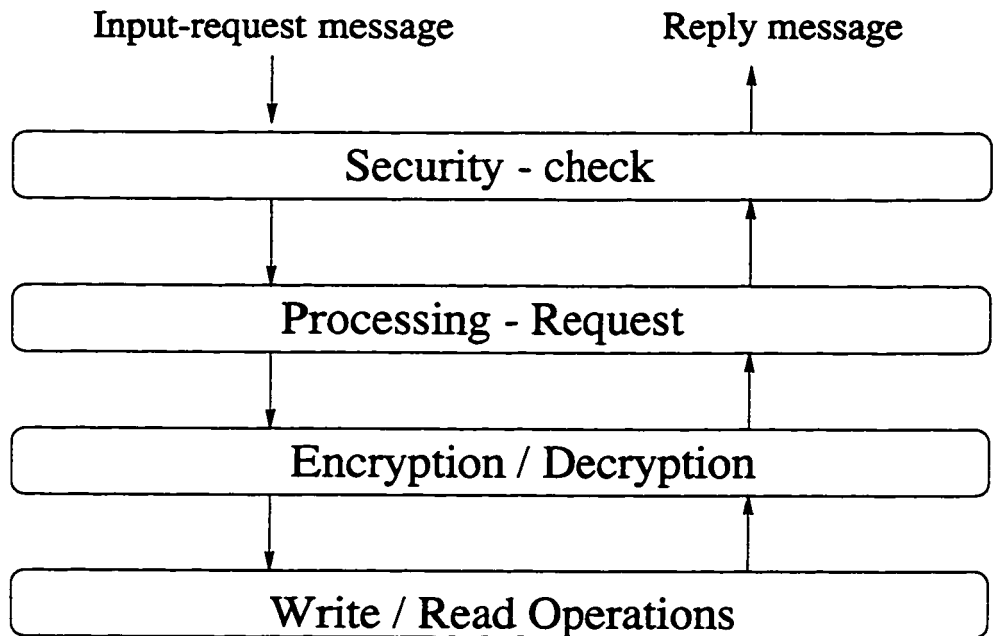 Input-request message
Reply message
Security - check
Processing - Request
Encryption / Decryption
Write / Read Operations